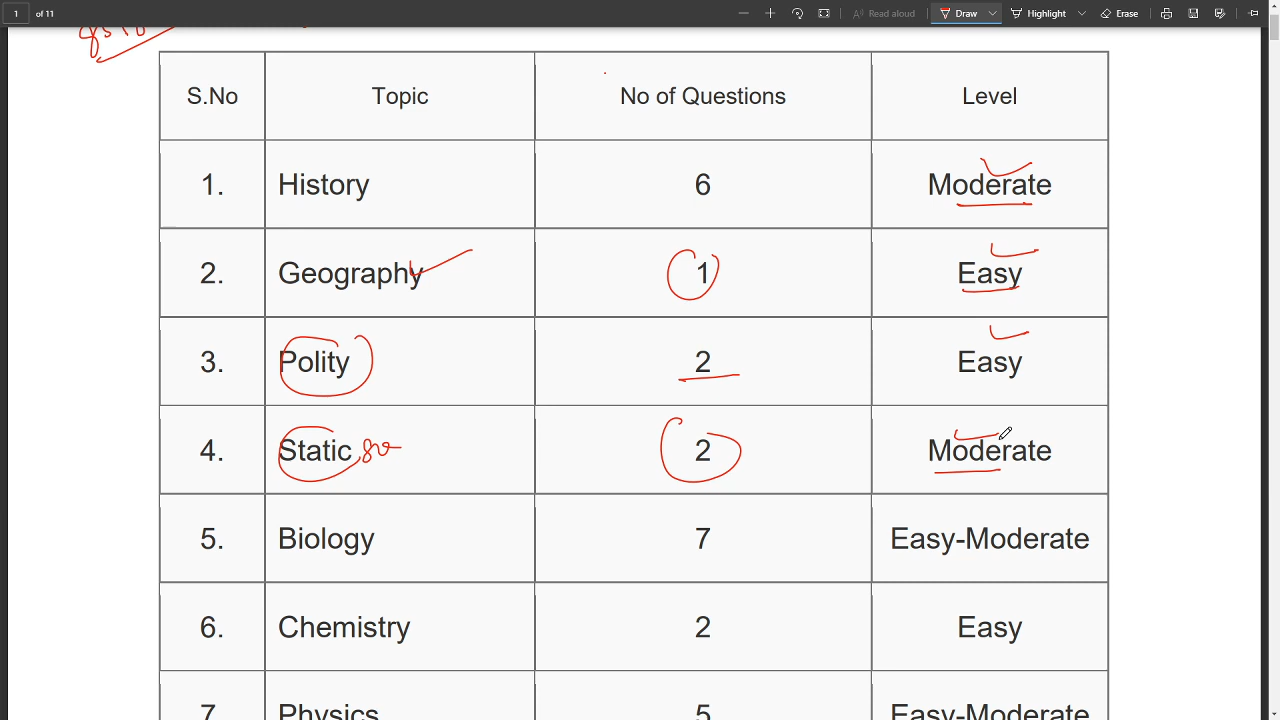 1 of 11 Read aloud Draw Highlight Erase
S.No Topic No of Questions Level
1. History 6 Moderate
2. Geography 1 Easy
3. Polity 2 Easy
4. Static 2 Moderate
5. Biology 7 Easy-Moderate
6. Chemistry 2 Easy
7. Physics 5 Easy-Moderate